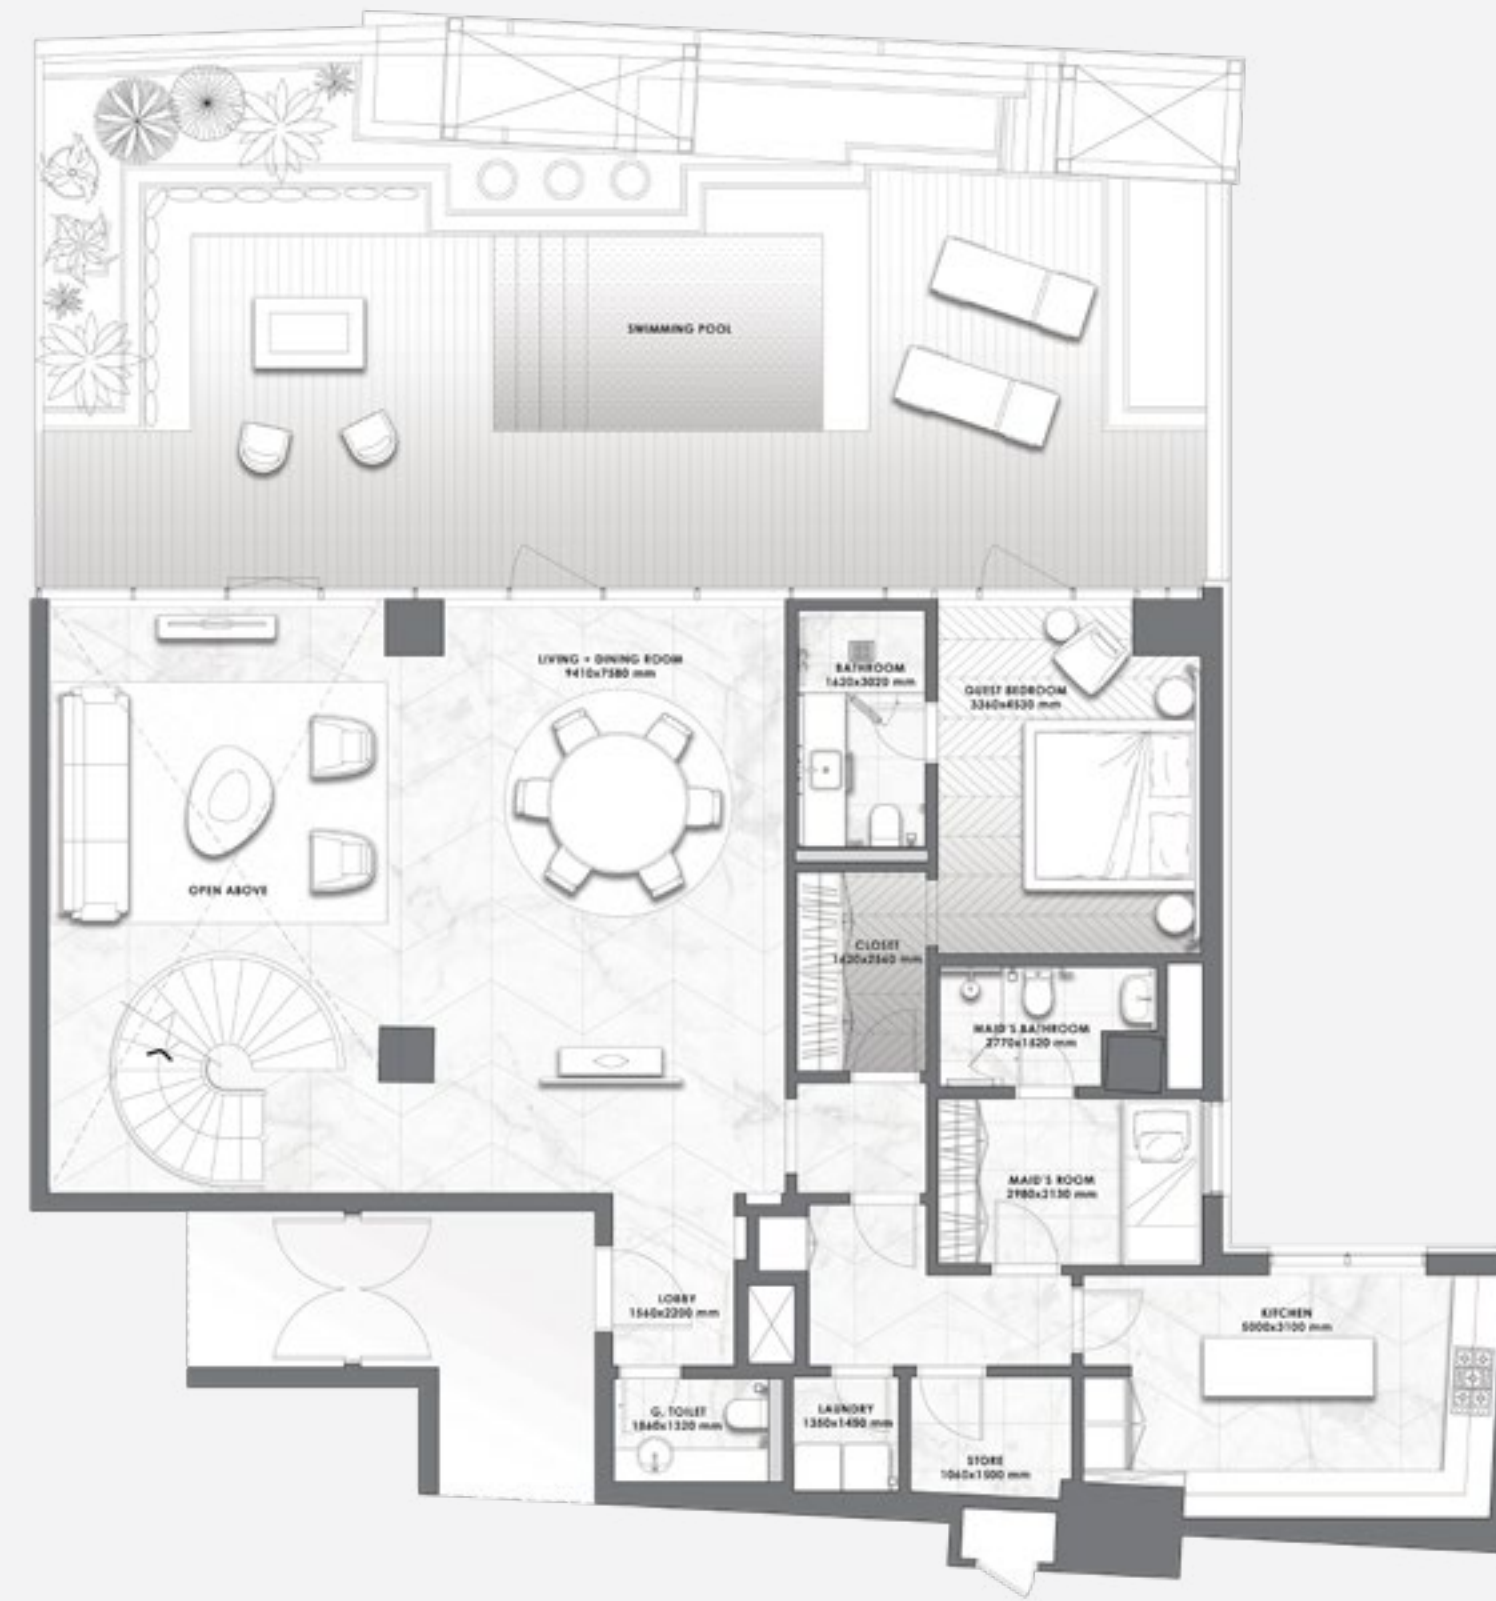 SWIMMING POOL
LIVING + DINING ROOM
9410x7580 mm
BATHROOM
1620x3020 mm
GUEST BEDROOM
3360x4530 mm
OPEN ABOVE
CLOSET
1620x2560 mm
MAID'S BATHROOM
2770x1520 mm
MAID'S ROOM
2980x2130 mm
LOBBY
1560x2200 mm
KITCHEN
5000x3100 mm
G. TOILET
1860x1320 mm
LAUNDRY
1350x1450 mm
STORE
1060x1500 mm